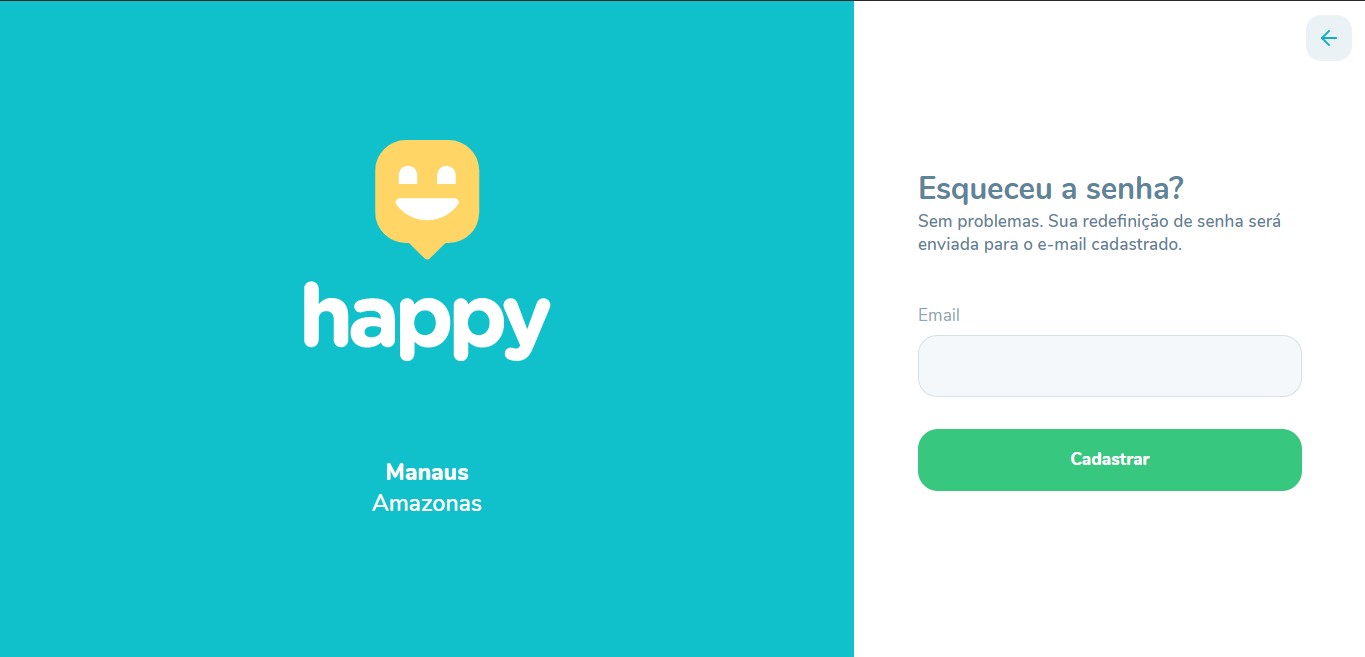 happy
Manaus
Amazonas
Esqueceu a senha?
Sem problemas. Sua redefinição de senha será
enviada para o e-mail cadastrado.
Email
Cadastrar